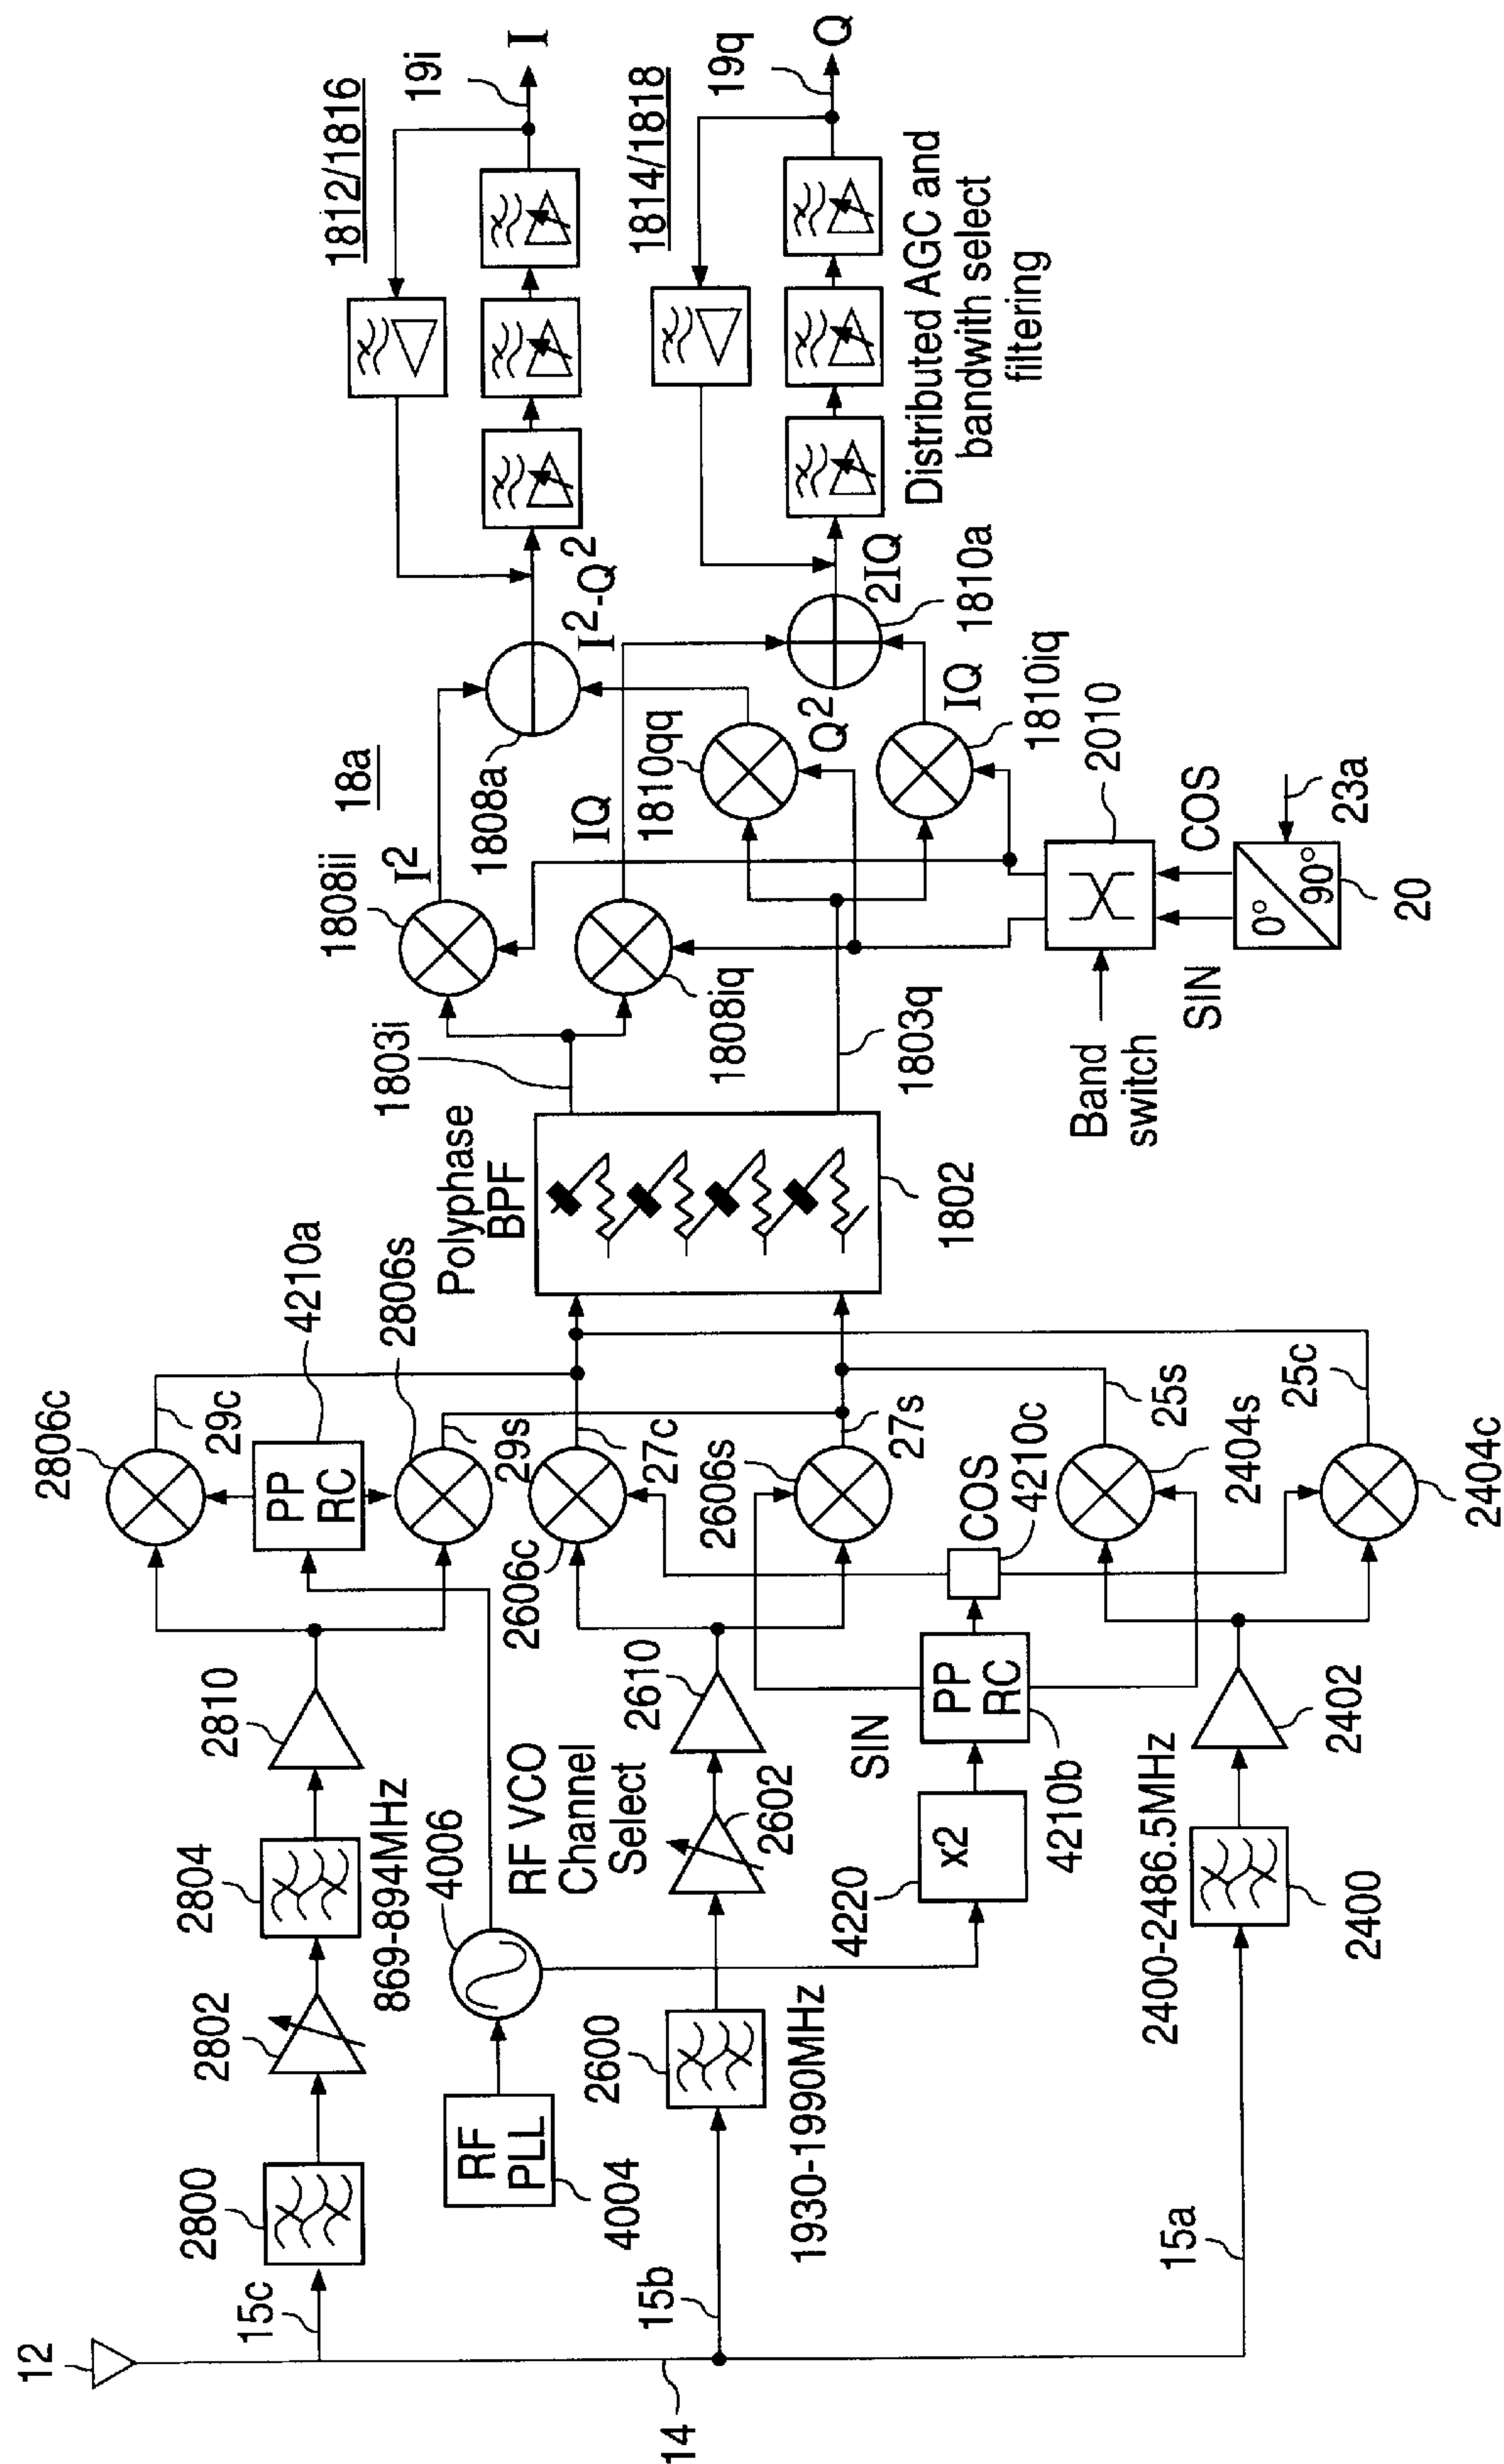 12
14
15c
15b
15a
2800
2802
2804
869-894MHz
2810
2806c
29c
PP
RC
4210a
2806s
29s
RF
PLL
4004
4006
RF VCO
Channel
Select
2600
1930-1990MHz
2602
2610
2606c
27c
2606s
27s
4220
x2
SIN
PP
RC
4210b
COS
4210c
2400-2486.5MHz
2400
2402
25s
2404s
25c
2404c
Polyphase
BPF
1802
1803i
1803q
1808ii
I²
18a
1808iq
IQ
1808a
I²-Q²
1810qq
Q²
IQ
1810iq
2IQ
1810a
Band
switch
2010
SIN
COS
0°
90°
20
23a
1812/1816
19i
I
1814/1818
19q
Q
Distributed AGC and
bandwith select
filtering